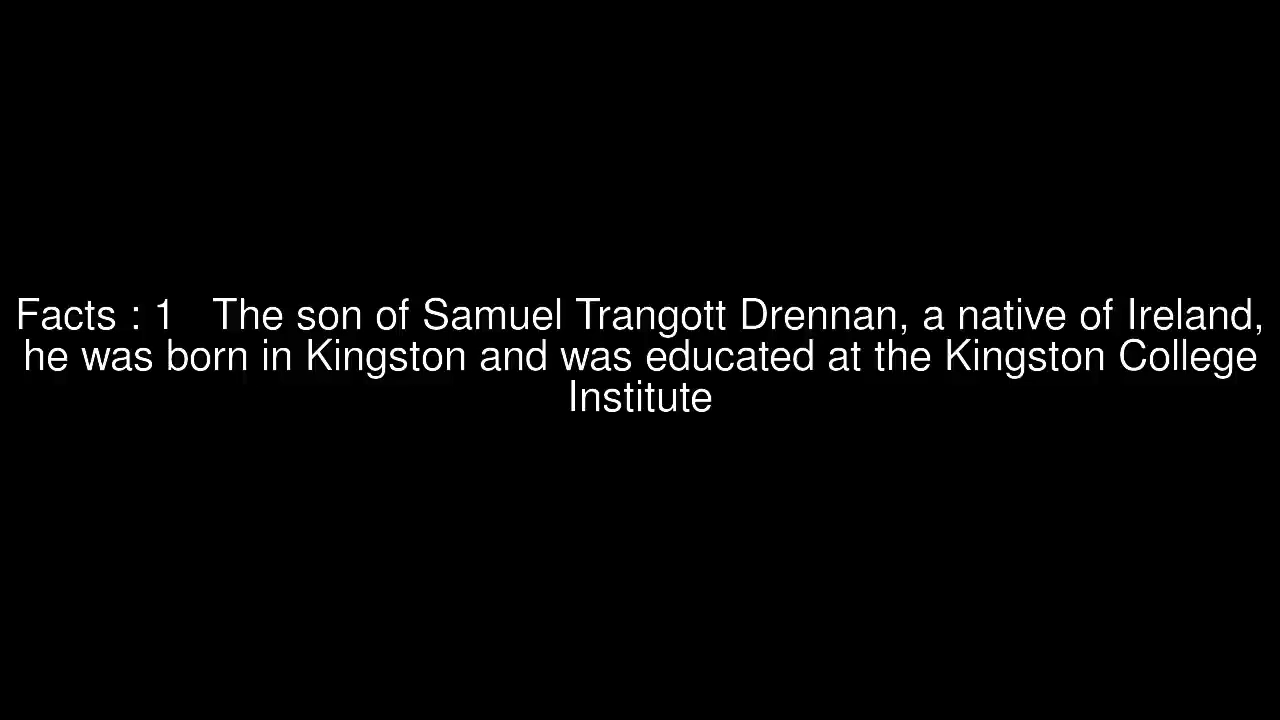 Facts : 1   The son of Samuel Trangott Drennan, a native of Ireland,
he was born in Kingston and was educated at the Kingston College
Institute